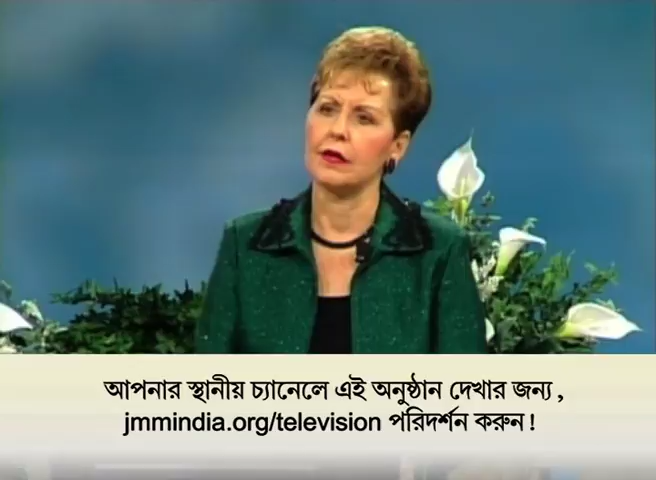 আপনার স্থানীয় চ্যানেলে এই অনুষ্ঠান দেখার জন্য,
jmmindia.org/television পরিদর্শন করুন!